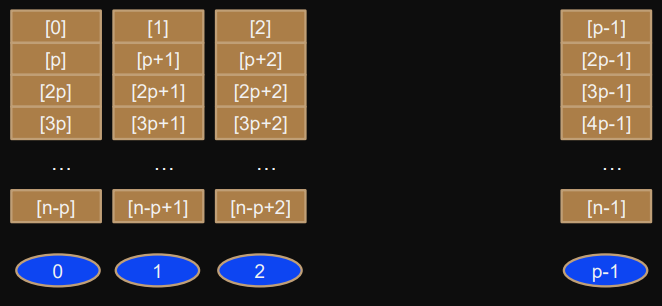 [0] [1] [2] [p-1]
[p] [p+1] [p+2] [2p-1]
[2p] [2p+1] [2p+2] [3p-1]
[3p] [3p+1] [3p+2] [4p-1]
... ... ... ...
[n-p] [n-p+1] [n-p+2] [n-1]
0 1 2 p-1